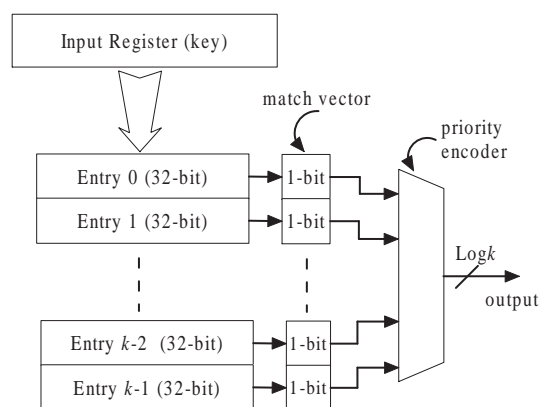 Input Register (key)
match vector
priority
encoder
Entry 0 (32-bit)
1-bit
Entry 1 (32-bit)
1-bit
Logk
output
Entry k-2 (32-bit)
1-bit
Entry k-1 (32-bit)
1-bit